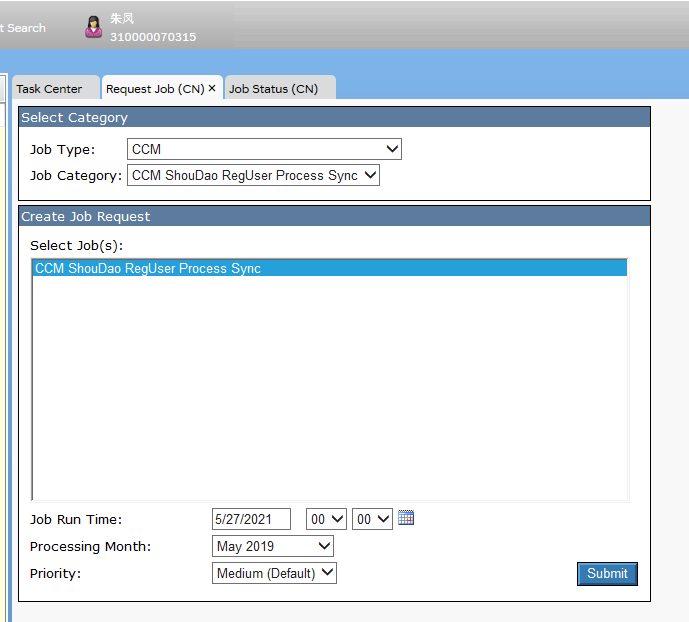 t Search
朱凤
310000070315
Task Center
Request Job (CN) ×
Job Status (CN)
Select Category
Job Type: CCM
Job Category: CCM ShouDao RegUser Process Sync
Create Job Request
Select Job(s):
CCM ShouDao RegUser Process Sync
Job Run Time: 5/27/2021 00 00
Processing Month: May 2019
Priority: Medium (Default)
Submit